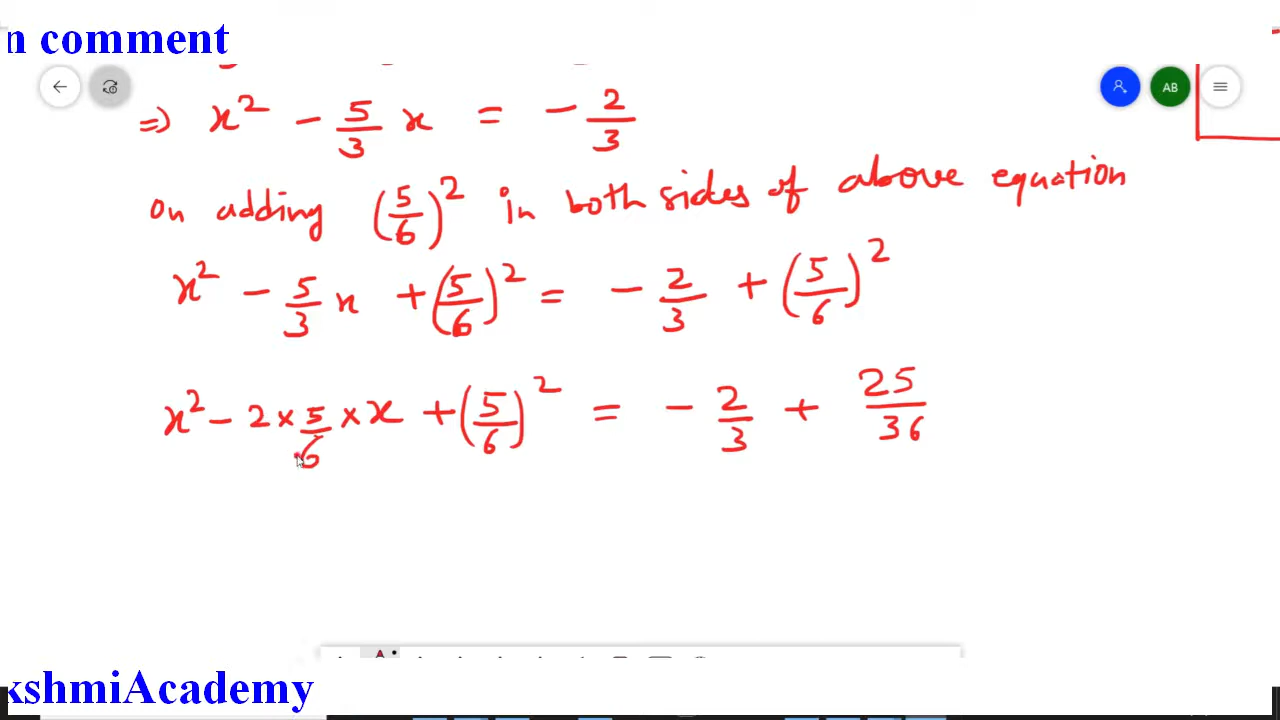 n comment
AB
=) x² - 5/3 x = - 2/3
on adding (5/6)² in both sides of above equation
x² - 5/3 x + (5/6)² = - 2/3 + (5/6)²
x² - 2 × 5/6 × x + (5/6)² = - 2/3 + 25/36
kshmiAcademy